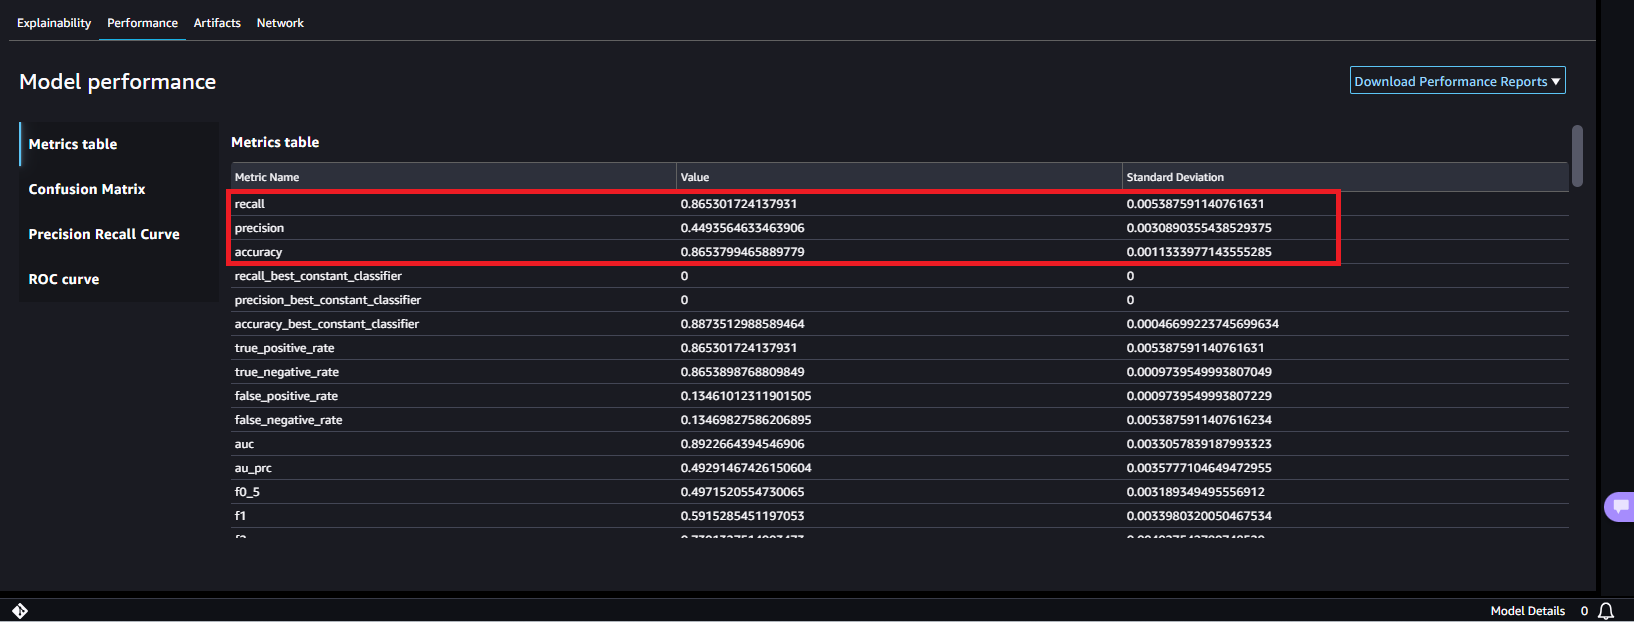 Explainability Performance Artifacts Network
Model performance
Download Performance Reports ▼
Metrics table
Confusion Matrix
Precision Recall Curve
ROC curve
Metrics table
Metric Name Value Standard Deviation
recall 0.865301724137931 0.005387591140761631
precision 0.4493564633463906 0.0030890355438529375
accuracy 0.8653799465889779 0.0011333977143555285
recall_best_constant_classifier 0 0
precision_best_constant_classifier 0 0
accuracy_best_constant_classifier 0.8873512988589464 0.00046699223745699634
true_positive_rate 0.865301724137931 0.005387591140761631
true_negative_rate 0.8653898768809849 0.0009739549993807049
false_positive_rate 0.13461012311901505 0.0009739549993807229
false_negative_rate 0.13469827586206895 0.0053875911407616234
auc 0.8922664394546906 0.0033057839187993323
au_prc 0.49291467426150604 0.0035777104649472955
f0_5 0.4971520554730065 0.003189349495556912
f1 0.5915285451197053 0.0033980320050467534
Model Details 0